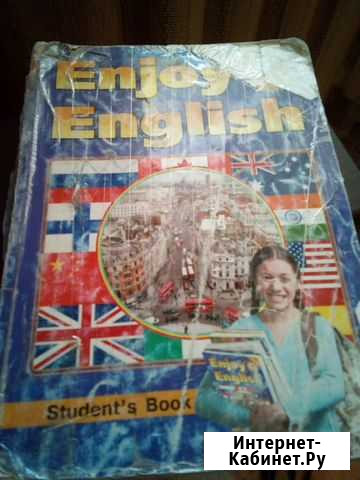 Enjoy
English
Enjoy
English
Student's Book
Интернет-
Кабинет.Ру